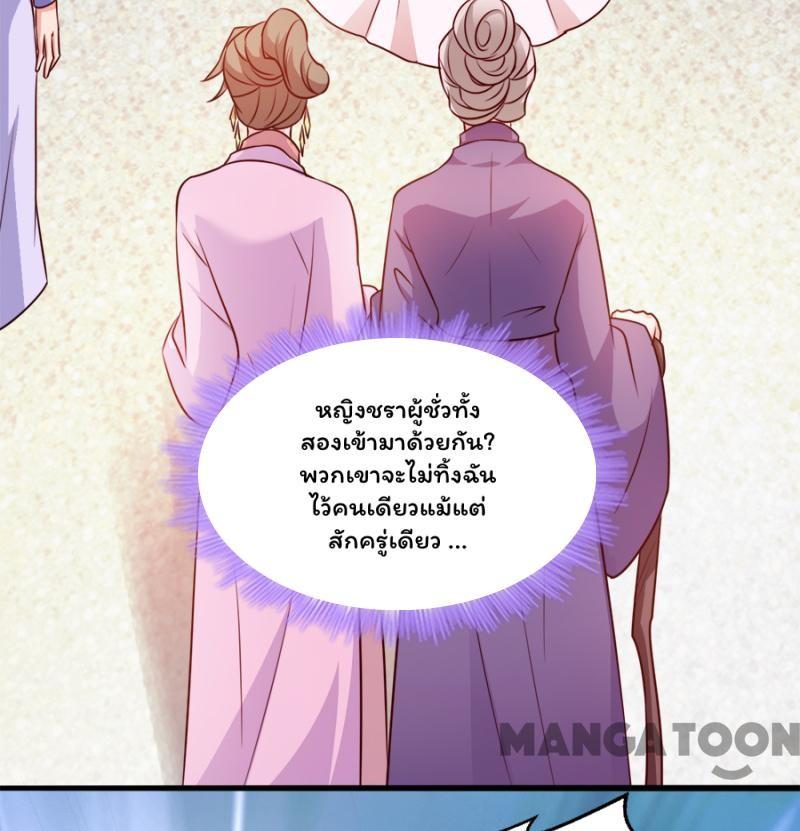 หญิงชราผู้ชั่วทั้ง
สองเข้ามาด้วยกัน?
พวกเขาจะไม่ทิ้งฉัน
ไว้คนเดียวแม้แต่
สักครู่เดียว ...
MANGATOON